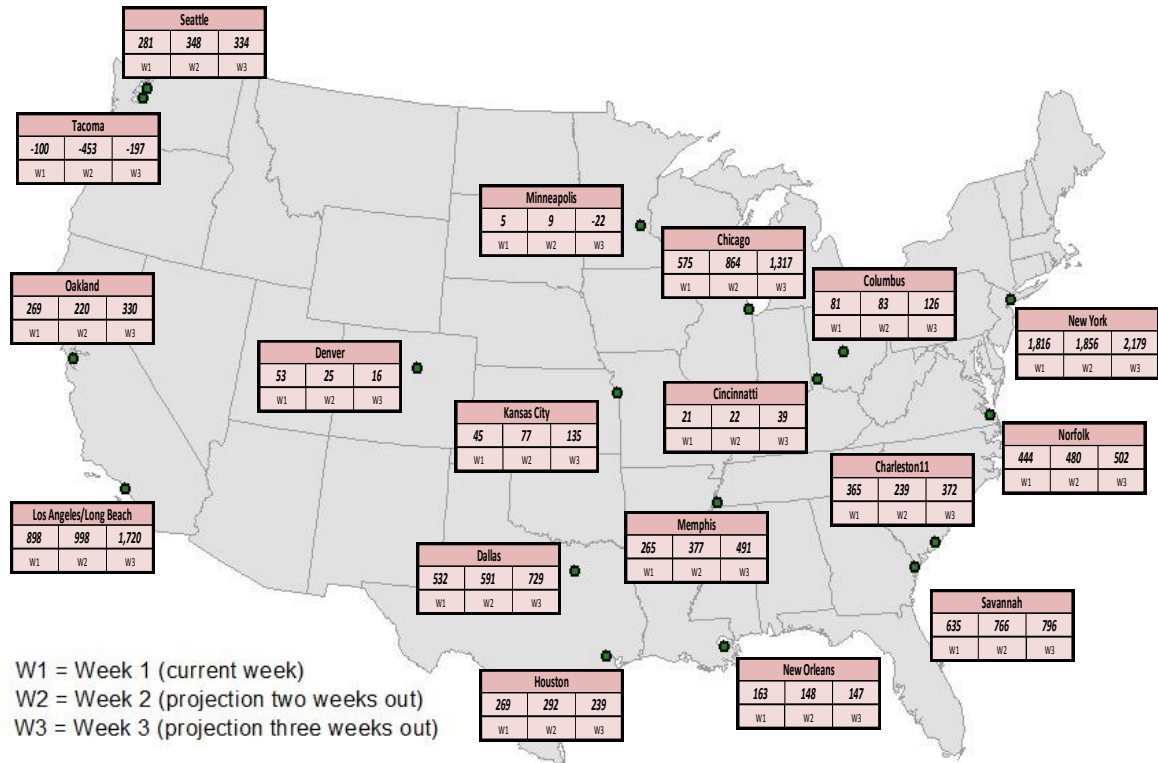 Seattle
281 348 334
W1 W2 W3
Tacoma
-100 -453 -197
W1 W2 W3
Minneapolis
5 9 -22
W1 W2 W3
Chicago
575 864 1,317
W1 W2 W3
Oakland
269 220 330
W1 W2 W3
Columbus
81 83 126
W1 W2 W3
New York
1,816 1,856 2,179
W1 W2 W3
Denver
53 25 16
W1 W2 W3
Cincinnatti
21 22 39
W1 W2 W3
Kansas City
45 77 135
W1 W2 W3
Norfolk
444 480 502
W1 W2 W3
Charleston11
365 239 372
W1 W2 W3
Los Angeles/Long Beach
898 998 1,720
W1 W2 W3
Memphis
265 377 491
W1 W2 W3
Dallas
532 591 729
W1 W2 W3
Savannah
635 766 796
W1 W2 W3
New Orleans
163 148 147
W1 W2 W3
Houston
269 292 239
W1 W2 W3
W1 = Week 1 (current week)
W2 = Week 2 (projection two weeks out)
W3 = Week 3 (projection three weeks out)